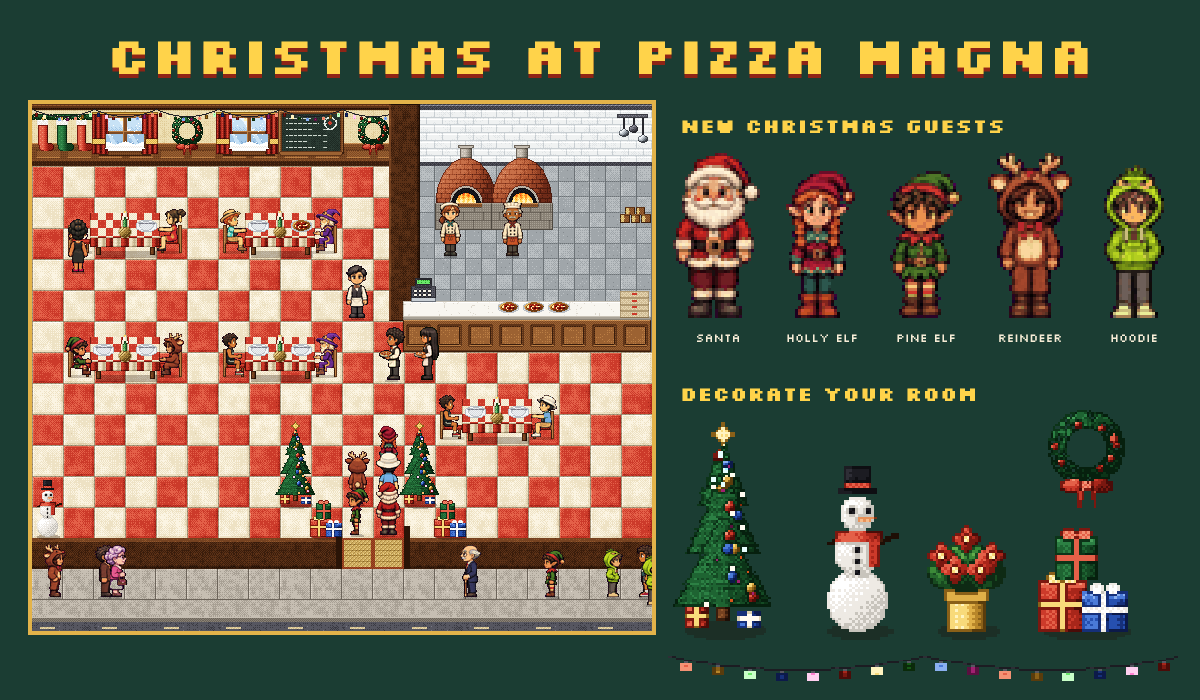 CHRISTMAS AT PIZZA MAGNA
NEW CHRISTMAS GUESTS
SANTA
HOLLY ELF
PINE ELF
REINDEER
HOODIE
DECORATE YOUR ROOM